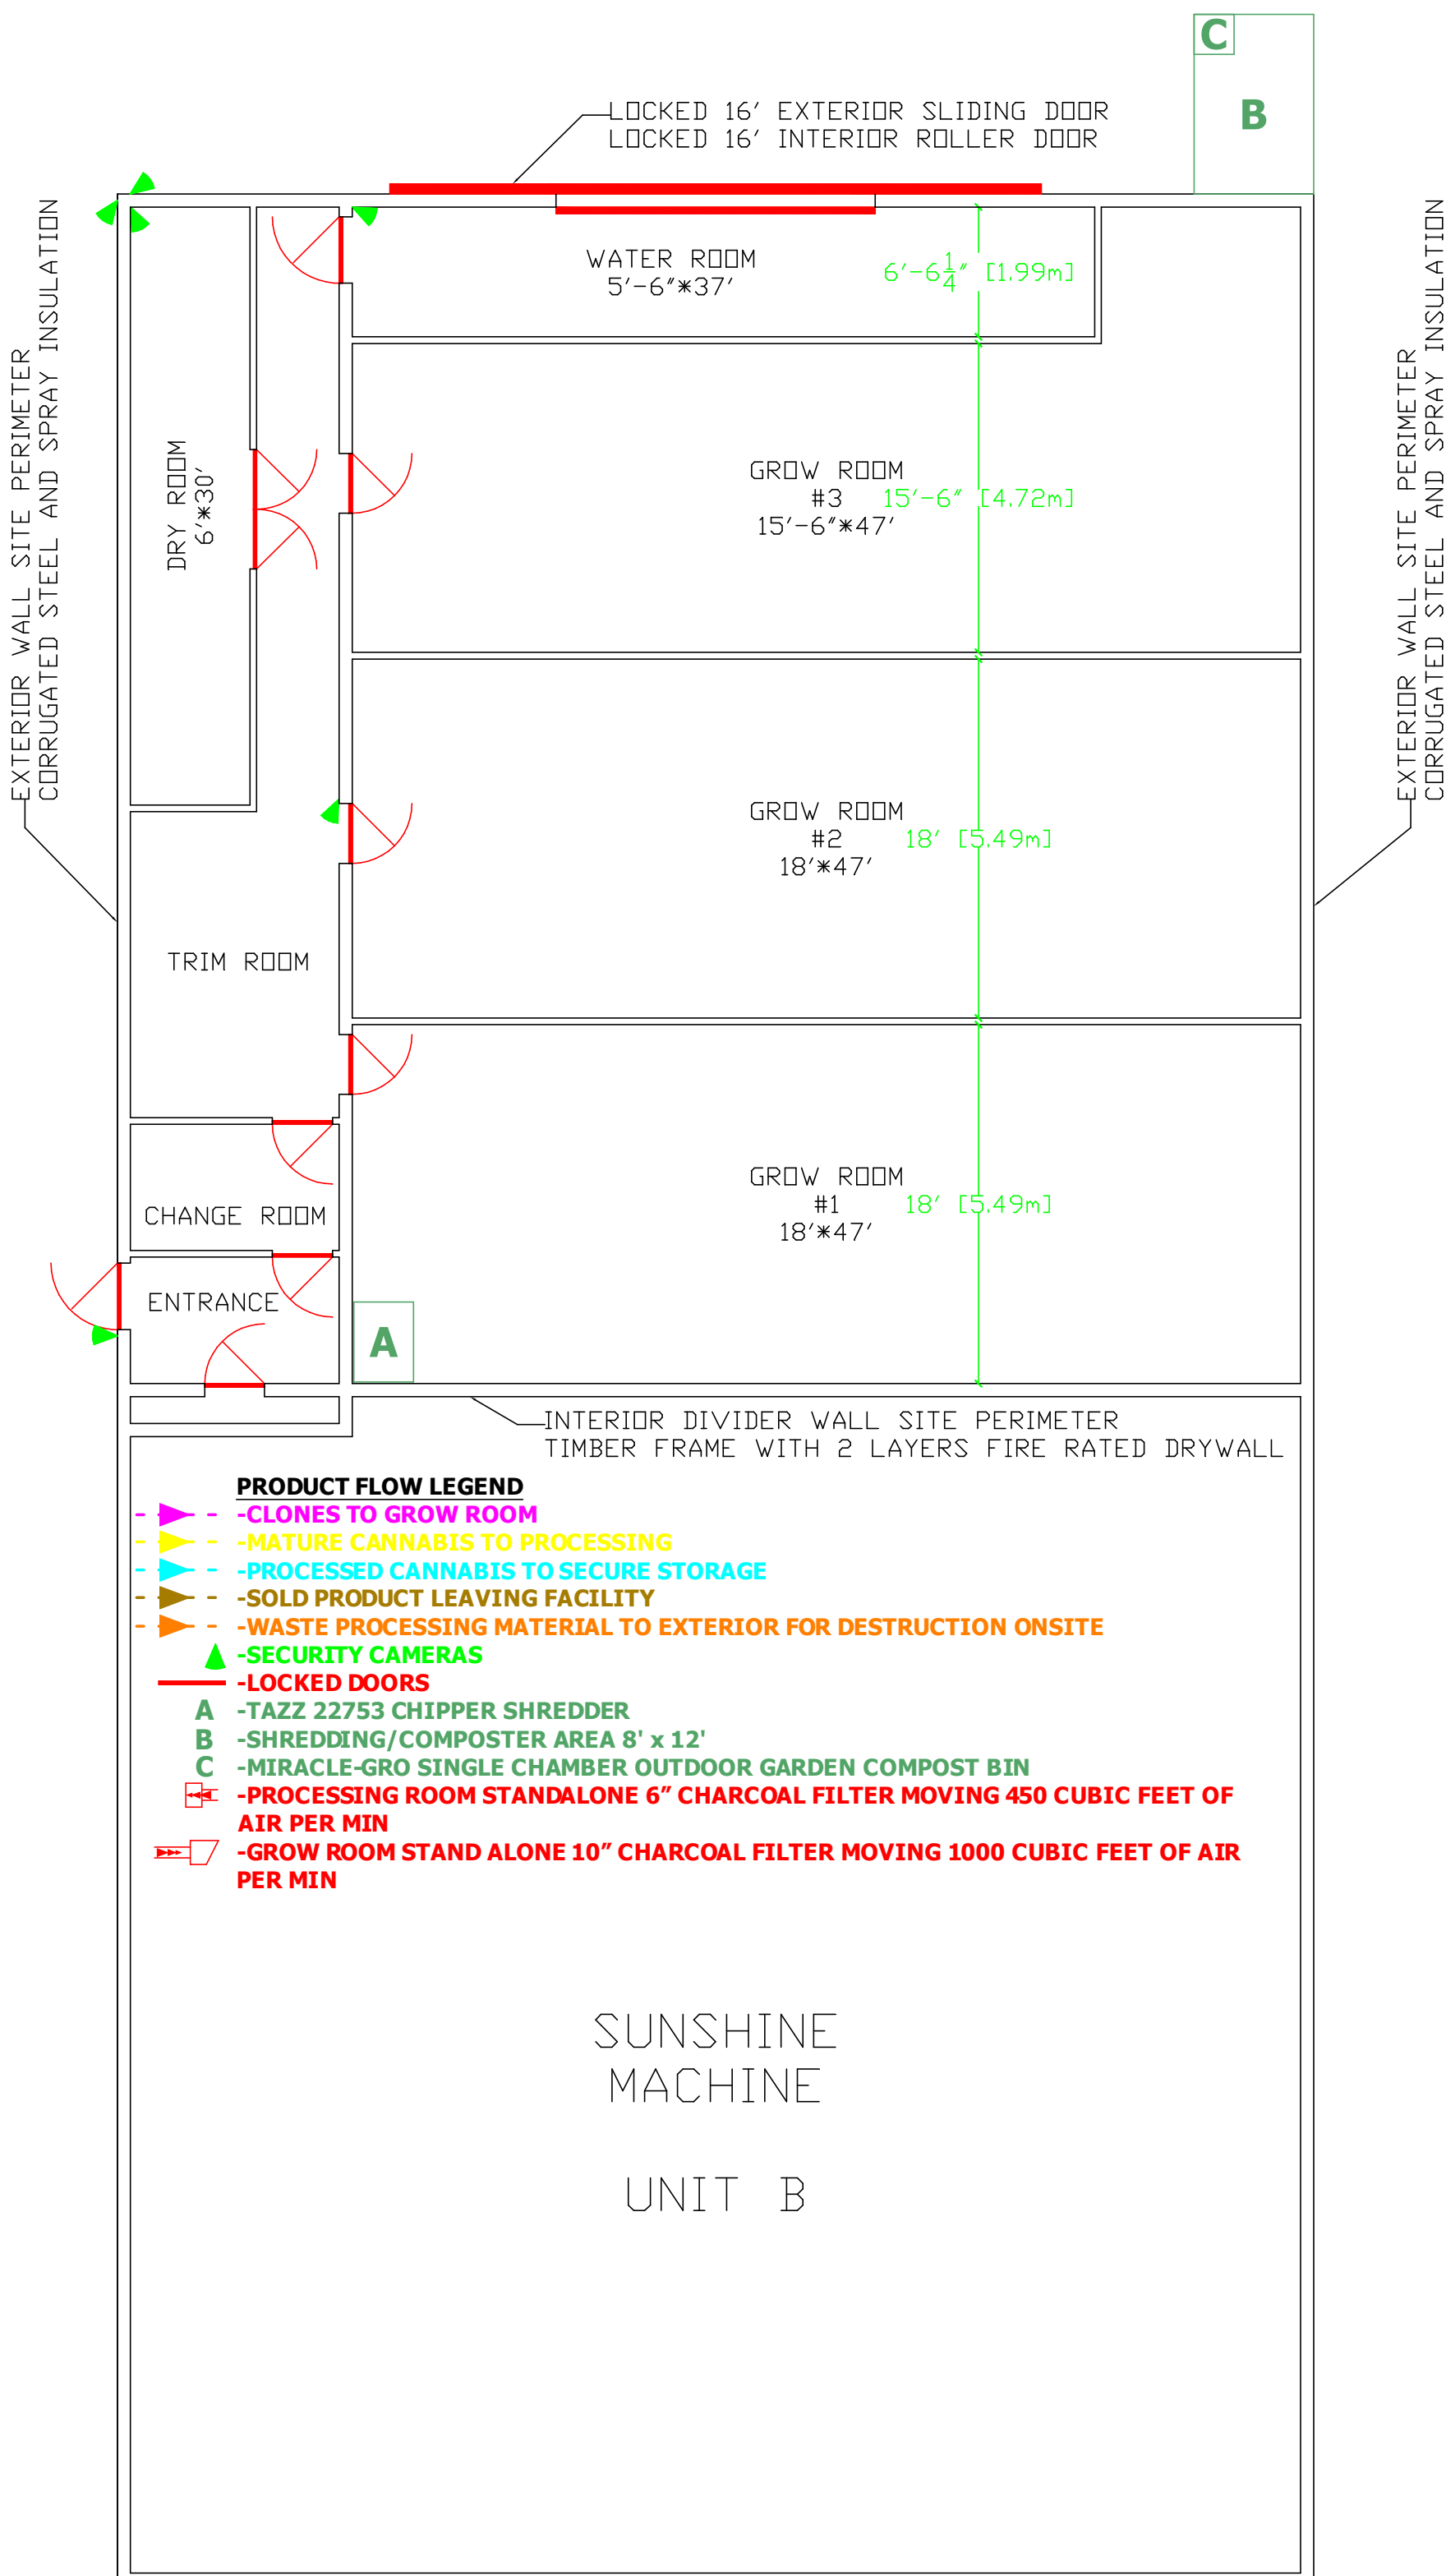 C
B
LOCKED 16' EXTERIOR SLIDING DOOR
LOCKED 16' INTERIOR ROLLER DOOR
EXTERIOR WALL SITE PERIMETER
CORRUGATED STEEL AND SPRAY INSULATION
EXTERIOR WALL SITE PERIMETER
CORRUGATED STEEL AND SPRAY INSULATION
WATER ROOM
5'-6"*37'
6'-6 1/4" [1.99m]
DRY ROOM
6'*30'
GROW ROOM
#3 15'-6" [4.72m]
15'-6"*47'
GROW ROOM
#2 18' [5.49m]
18'*47'
TRIM ROOM
GROW ROOM
#1 18' [5.49m]
18'*47'
CHANGE ROOM
ENTRANCE
A
INTERIOR DIVIDER WALL SITE PERIMETER
TIMBER FRAME WITH 2 LAYERS FIRE RATED DRYWALL
PRODUCT FLOW LEGEND
-CLONES TO GROW ROOM
-MATURE CANNABIS TO PROCESSING
-PROCESSED CANNABIS TO SECURE STORAGE
-SOLD PRODUCT LEAVING FACILITY
-WASTE PROCESSING MATERIAL TO EXTERIOR FOR DESTRUCTION ONSITE
-SECURITY CAMERAS
-LOCKED DOORS
A -TAZZ 22753 CHIPPER SHREDDER
B -SHREDDING/COMPOSTER AREA 8' x 12'
C -MIRACLE-GRO SINGLE CHAMBER OUTDOOR GARDEN COMPOST BIN
-PROCESSING ROOM STANDALONE 6” CHARCOAL FILTER MOVING 450 CUBIC FEET OF
AIR PER MIN
-GROW ROOM STAND ALONE 10” CHARCOAL FILTER MOVING 1000 CUBIC FEET OF AIR
PER MIN
SUNSHINE
MACHINE
UNIT B